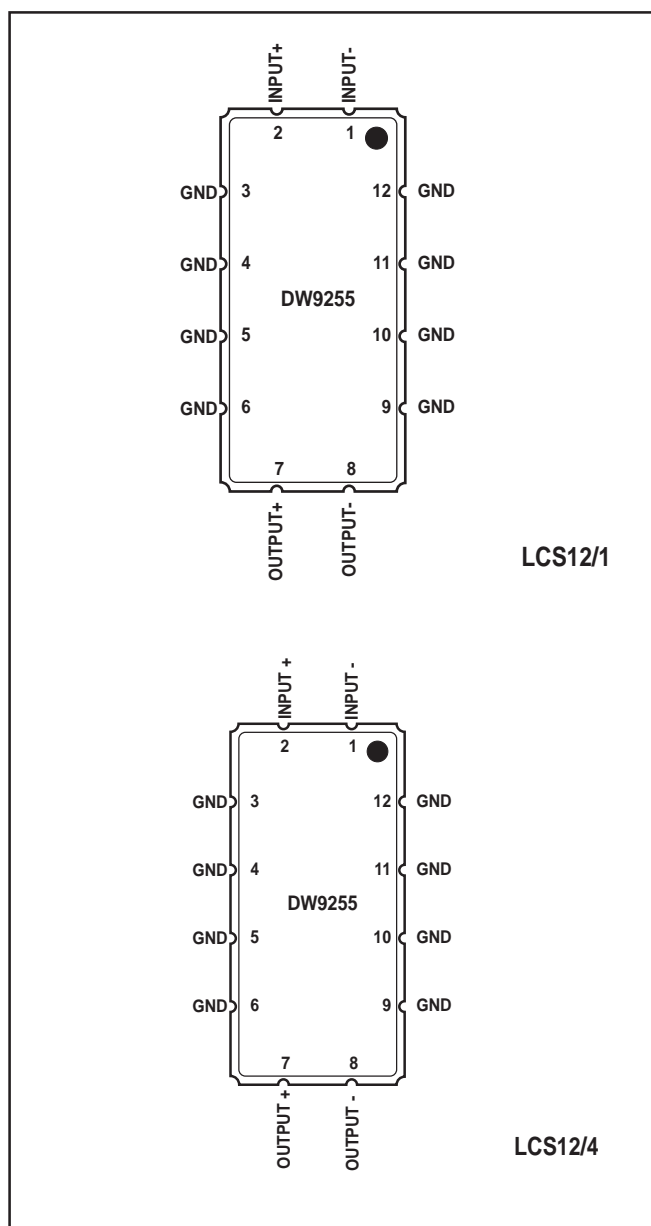 INPUT+ INPUT-
2 1
GND 3 12 GND
GND 4 11 GND
DW9255
GND 5 10 GND
GND 6 9 GND
7 8
OUTPUT+ OUTPUT-
LCS12/1
INPUT + INPUT -
2 1
GND 3 12 GND
GND 4 11 GND
DW9255
GND 5 10 GND
GND 6 9 GND
7 8
OUTPUT + OUTPUT -
LCS12/4